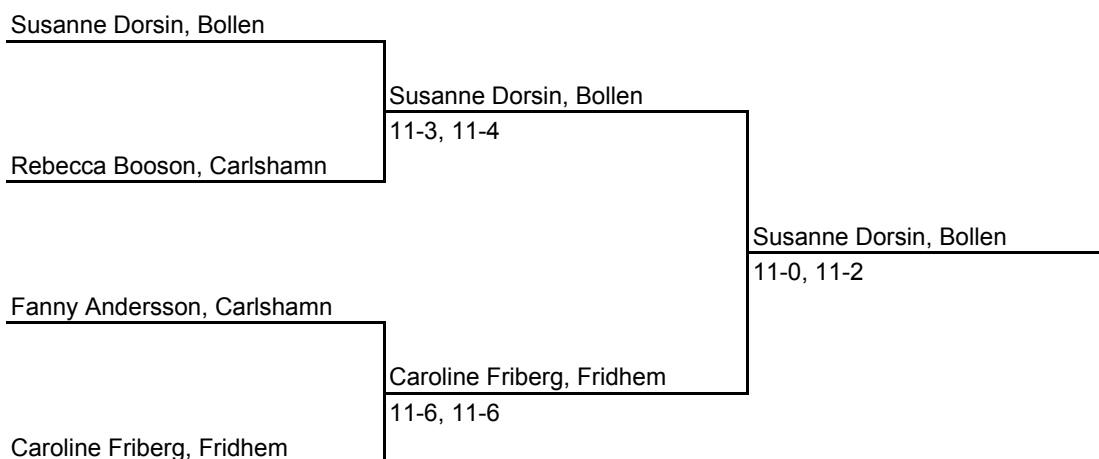 Susanne Dorsin, Bollen
Susanne Dorsin, Bollen
11-3, 11-4
Rebecca Booson, Carlshamn
Susanne Dorsin, Bollen
11-0, 11-2
Fanny Andersson, Carlshamn
Caroline Friberg, Fridhem
11-6, 11-6
Caroline Friberg, Fridhem